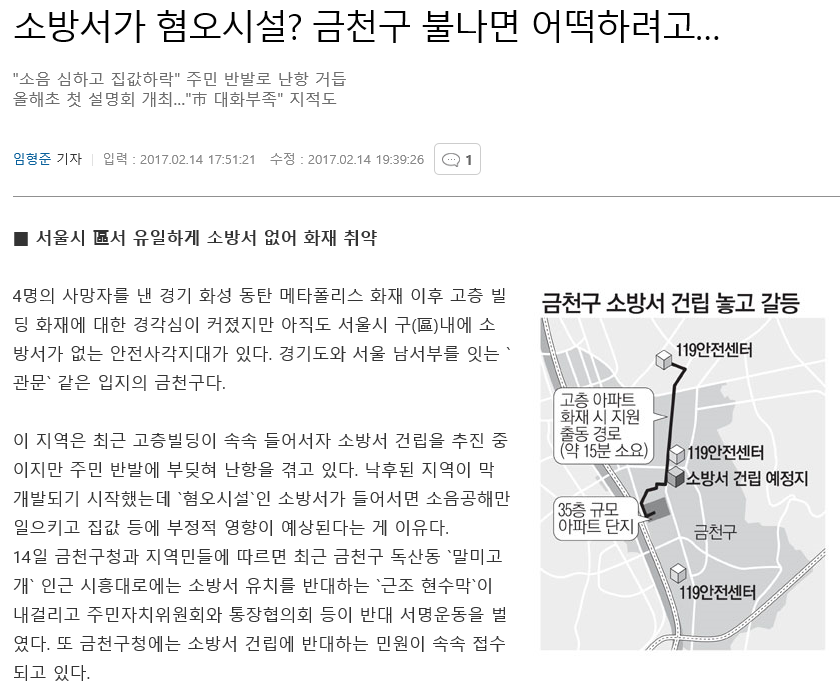 소방서가 혐오시설? 금천구 불나면 어떡하려고...
"소음 심하고 집값하락" 주민 반발로 난항 거듭
올해초 첫 설명회 개최..."市 대화부족" 지적도
임형준 기자 | 입력 : 2017.02.14 17:51:21 수정 : 2017.02.14 19:39:26 1
■ 서울시 區서 유일하게 소방서 없어 화재 취약
4명의 사망자를 낸 경기 화성 동탄 메타폴리스 화재 이후 고층 빌
딩 화재에 대한 경각심이 커졌지만 아직도 서울시 구(區)내에 소
방서가 없는 안전사각지대가 있다. 경기도와 서울 남서부를 잇는 `
관문` 같은 입지의 금천구다.
이 지역은 최근 고층빌딩이 속속 들어서자 소방서 건립을 추진 중
이지만 주민 반발에 부딪혀 난항을 겪고 있다. 낙후된 지역이 막
개발되기 시작했는데 `혐오시설`인 소방서가 들어서면 소음공해만
일으키고 집값 등에 부정적 영향이 예상된다는 게 이유다.
14일 금천구청과 지역민들에 따르면 최근 금천구 독산동 `말미고
개` 인근 시흥대로에는 소방서 유치를 반대하는 `근조 현수막`이
내걸리고 주민자치위원회와 통장협의회 등이 반대 서명운동을 벌
였다. 또 금천구청에는 소방서 건립에 반대하는 민원이 속속 접수
되고 있다.
금천구 소방서 건립 놓고 갈등
119안전센터
고층 아파트
화재 시 지원
출동 경로
(약 15분 소요)
119안전센터
소방서 건립 예정지
35층 규모
아파트 단지
금천구
119안전센터